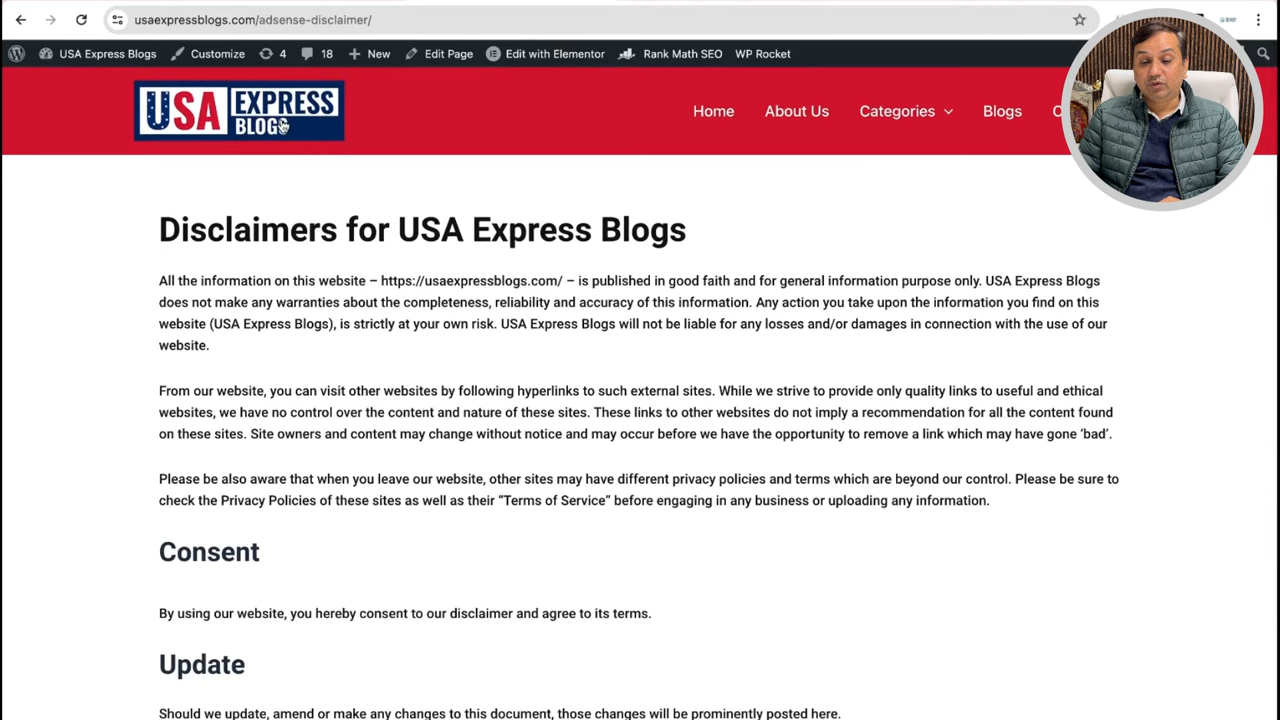 usaexpressblogs.com/adsense-disclaimer/
USA Express Blogs Customize 4 18 New Edit Page Edit with Elementor Rank Math SEO WP Rocket
USA EXPRESS BLOGS
Home About Us Categories Blogs
Disclaimers for USA Express Blogs
All the information on this website – https://usaexpressblogs.com/ – is published in good faith and for general information purpose only. USA Express Blogs
does not make any warranties about the completeness, reliability and accuracy of this information. Any action you take upon the information you find on this
website (USA Express Blogs), is strictly at your own risk. USA Express Blogs will not be liable for any losses and/or damages in connection with the use of our
website.
From our website, you can visit other websites by following hyperlinks to such external sites. While we strive to provide only quality links to useful and ethical
websites, we have no control over the content and nature of these sites. These links to other websites do not imply a recommendation for all the content found
on these sites. Site owners and content may change without notice and may occur before we have the opportunity to remove a link which may have gone ‘bad’.
Please be also aware that when you leave our website, other sites may have different privacy policies and terms which are beyond our control. Please be sure to
check the Privacy Policies of these sites as well as their “Terms of Service” before engaging in any business or uploading any information.
Consent
By using our website, you hereby consent to our disclaimer and agree to its terms.
Update
Should we update, amend or make any changes to this document, those changes will be prominently posted here.